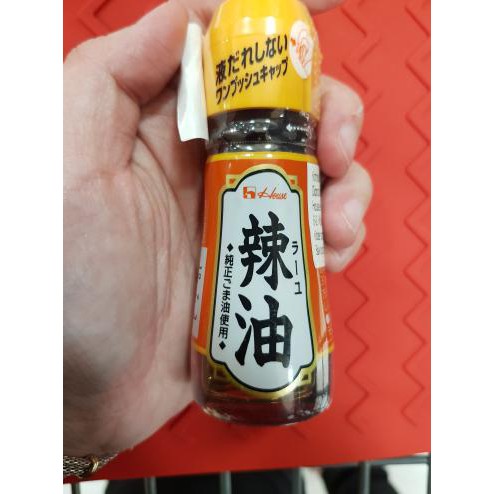 液だれしない
ワンプッシュキャップ
House
辣油
ラーユ
◆純正ごま油使用◆